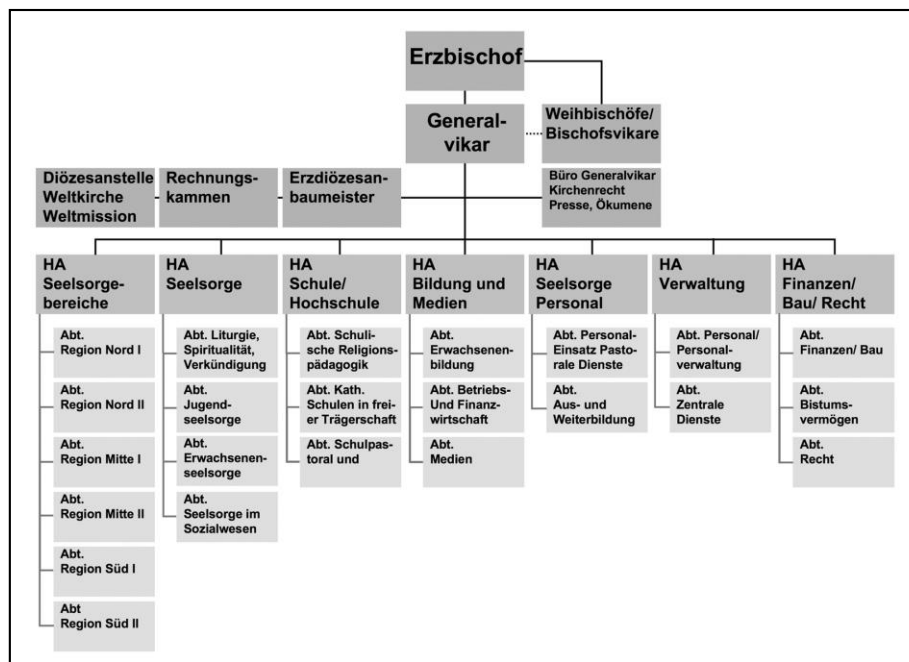 Erzbischof
General-
vikar
Weihbischöfe/
Bischofsvikare
Diözesanstelle
Weltkirche
Weltmission
Rechnungs-
kammen
Erzdiözesan-
baumeister
Büro Generalvikar
Kirchenrecht
Presse, Ökumene
HA
Seelsorge-
bereiche
Abt.
Region Nord I
Abt.
Region Nord II
Abt.
Region Mitte I
Abt.
Region Mitte II
Abt.
Region Süd I
Abt
Region Süd II
HA
Seelsorge
Abt. Liturgie,
Spiritualität,
Verkündigung
Abt.
Jugend-
seelsorge
Abt.
Erwachsenen-
seelsorge
Abt.
Seelsorge im
Sozialwesen
HA
Schule/
Hochschule
Abt. Schuli-
sche Religions-
pädagogik
Abt. Kath.
Schulen in frei-
er Trägerschaft
Abt. Schulpas-
toral und
HA
Bildung und
Medien
Abt.
Erwachsenen-
bildung
Abt. Betriebs-
Und Finanz-
wirtschaft
Abt.
Medien
HA
Seelsorge
Personal
Abt. Personal-
Einsatz Pasto-
rale Dienste
Abt.
Aus- und
Weiterbildung
HA
Verwaltung
Abt. Personal/
Personal-
verwaltung
Abt.
Zentrale
Dienste
HA
Finanzen/
Bau/ Recht
Abt.
Finanzen/ Bau
Abt.
Bistums-
vermögen
Abt.
Recht